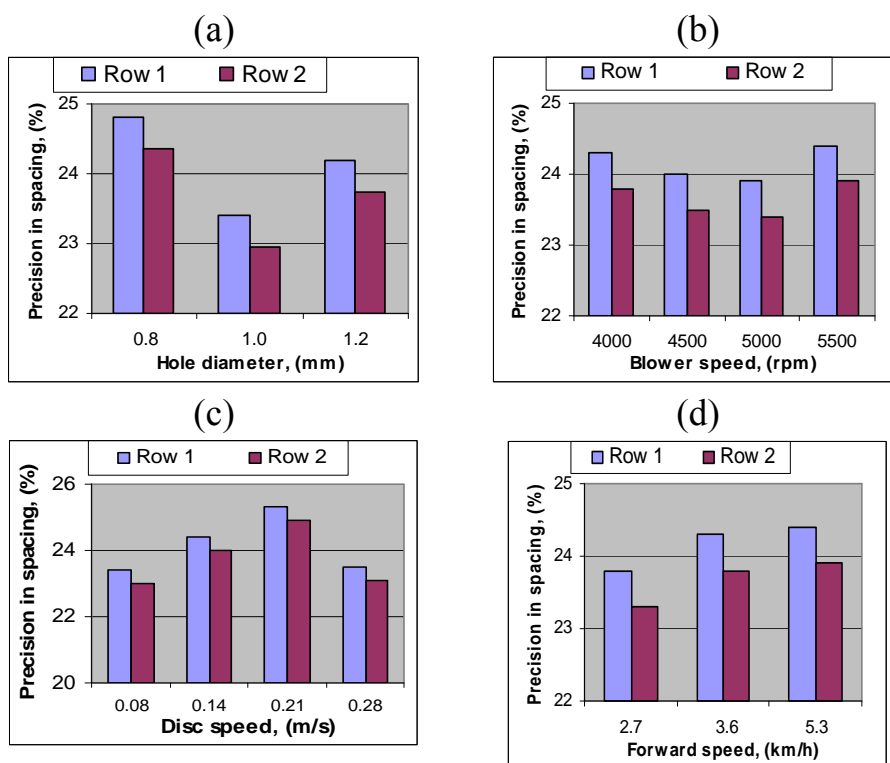 (a)
Row 1 Row 2
25
24
23
22
Precision in spacing, (%)
0.8 1.0 1.2
Hole diameter, (mm)
(b)
Row 1 Row 2
25
24
23
22
Precision in spacing, (%)
4000 4500 5000 5500
Blower speed, (rpm)
(c)
Row 1 Row 2
26
24
22
20
Precision in spacing, (%)
0.08 0.14 0.21 0.28
Disc speed, (m/s)
(d)
Row 1 Row 2
25
24
23
22
Precision in spacing, (%)
2.7 3.6 5.3
Forward speed, (km/h)